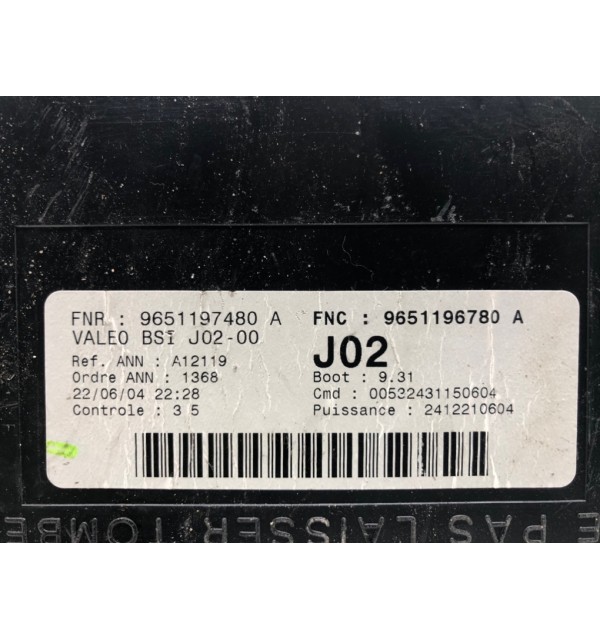 FNR : 9651197480 A FNC : 9651196780 A
VALEO BSI J02-00 J02
Ref. ANN : A12119
Ordre ANN : 1368 Boot : 9.31
22/06/04 22:28 Cmd : 00532431150604
Controle : 3 5 Puissance : 2412210604
E PAS LAISSER TOMBE